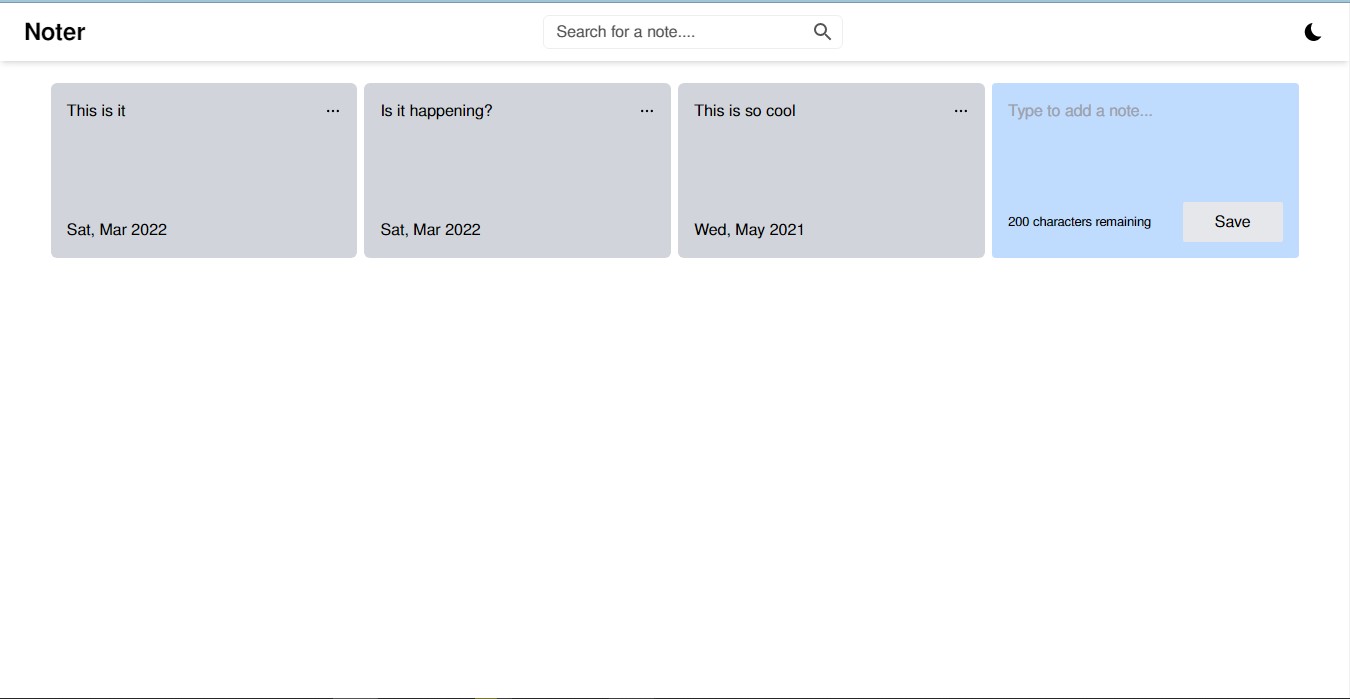 Noter
Search for a note....
This is it ...
Is it happening? ...
This is so cool ...
Type to add a note...
Sat, Mar 2022
Sat, Mar 2022
Wed, May 2021
200 characters remaining
Save